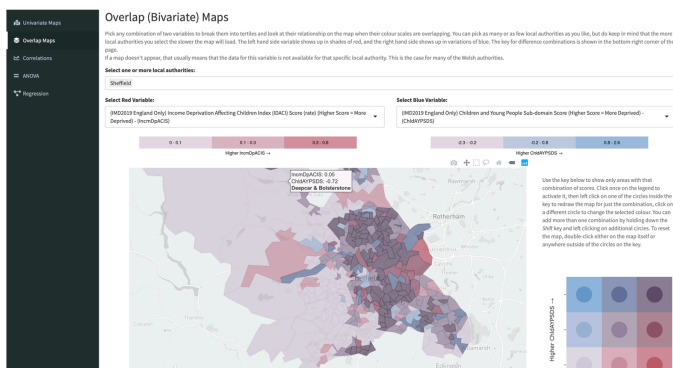 Univariate Maps
Overlap Maps
Correlations
ANOVA
Regression
Overlap (Bivariate) Maps
Pick any combination of two variables to break them into tertiles and look at their relationship on the map when their colour scales are overlapping. You can pick as many or as few local authorities as you like, but do keep in mind that the more
local authorities you select the slower the map will load. The left hand side variable shows up in shades of red, and the right hand side shows up in variations of blue. The key for difference combinations is shown in the bottom-right corner of the
page.
If a map doesn't appear, that usually means that the data for this variable is not available for that specific local authority. This is the case for many of the Welsh authorities.
Select one or more local authorities:
Sheffield
Select Red Variable:
(IMD2019 England Only) Income Deprivation Affecting Children Index (IDACI) Score (rate) (Higher Score = More
Deprived) - (IncmDpACIS)
Select Blue Variable:
(IMD2019 England Only) Children and Young People Sub-domain Score (Higher Score = More Deprived) -
(ChldAYPSDS)
0 - 0.1
0.1 - 0.3
0.3 - 0.8
Higher IncmDpACIS →
-2.3 - -0.2
-0.2 - 0.8
0.8 - 2.8
Higher ChldAYPSDS →
IncmDpACIS: 0.05
ChldAYPSDS: -0.72
Deepcar & Bolsterstone
Rotherham
Use the key below to show only areas with that
combination of scores. Click once on the legend to
activate it, then left click on one of the circles inside the
key to redraw the map for just the combination, click on
a different circle to change the selected colour. You can
add more than one combination by holding down the
Shift key and left clicking on additional circles. To reset
the map, double-click either on the map itself or
anywhere outside of the circles on the key.
Higher ChldAYPSDS →